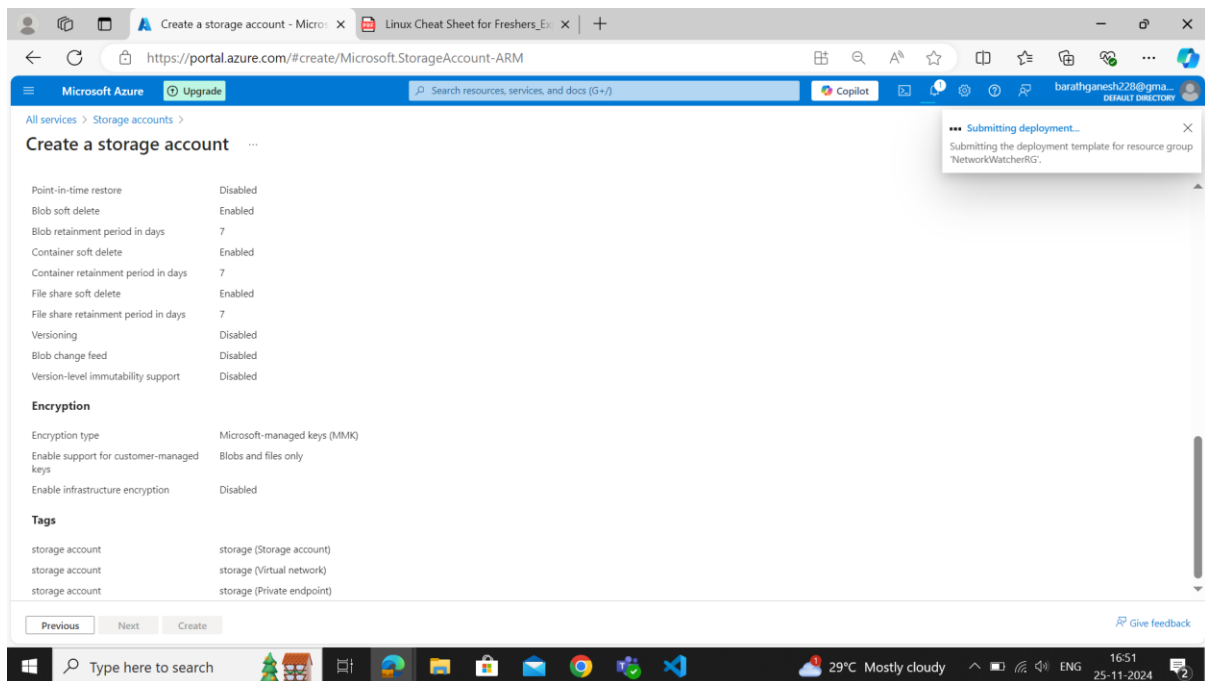 Create a storage account - Micros
Linux Cheat Sheet for Freshers_Ex
https://portal.azure.com/#create/Microsoft.StorageAccount-ARM
Microsoft Azure
Upgrade
Search resources, services, and docs (G+/)
Copilot
1
barathganesh228@gma...
DEFAULT DIRECTORY
All services > Storage accounts >
Create a storage account ...
Submitting deployment...
Submitting the deployment template for resource group
'NetworkWatcherRG'.
Point-in-time restore Disabled
Blob soft delete Enabled
Blob retainment period in days 7
Container soft delete Enabled
Container retainment period in days 7
File share soft delete Enabled
File share retainment period in days 7
Versioning Disabled
Blob change feed Disabled
Version-level immutability support Disabled
Encryption
Encryption type Microsoft-managed keys (MMK)
Enable support for customer-managed Blobs and files only
keys
Enable infrastructure encryption Disabled
Tags
storage account storage (Storage account)
storage account storage (Virtual network)
storage account storage (Private endpoint)
Previous Next Create Give feedback
Type here to search
29°C Mostly cloudy
ENG
16:51
25-11-2024
2